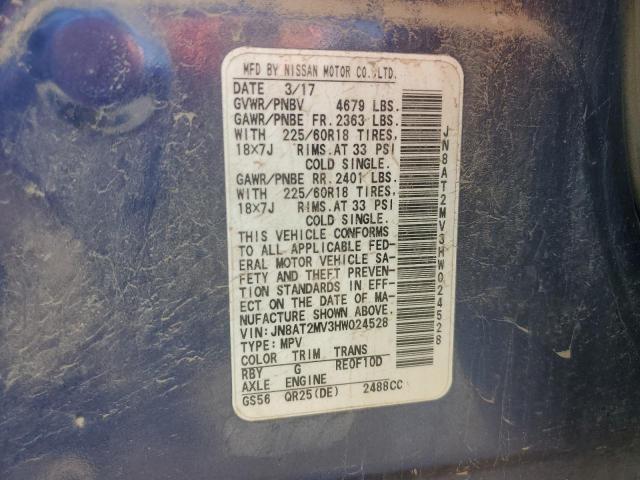 MFD BY NISSAN MOTOR CO.,LTD.
DATE 3/17
GVWR/PNBV 4679 LBS.
GAWR/PNBE FR. 2363 LBS.
WITH 225/60R18 TIRES,
18X7J RIMS.AT 33 PSI
COLD SINGLE.
GAWR/PNBE RR. 2401 LBS.
WITH 225/60R18 TIRES,
18X7J RIMS.AT 33 PSI
COLD SINGLE.
THIS VEHICLE CONFORMS
TO ALL APPLICABLE FED-
ERAL MOTOR VEHICLE SA-
FETY AND THEFT PREVEN-
TION STANDARDS IN EFF-
ECT ON THE DATE OF MA-
NUFACTURE SHOWN ABOVE.
VIN: JN8AT2MV3HW024528
TYPE: MPV
COLOR TRIM TRANS
RBY G RE0F10D
AXLE ENGINE
GS56 QR25(DE) 2488CC
JN8AT2MV3HW024528